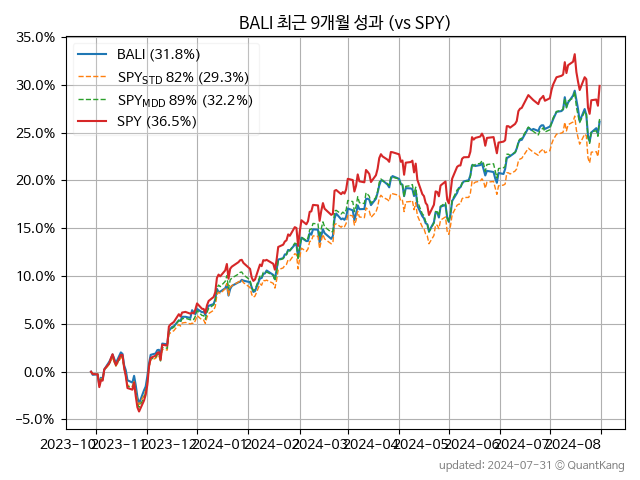 BALI 최근 9개월 성과 (vs SPY)
BALI (31.8%)
SPY_STD 82% (29.3%)
SPY_MDD 89% (32.2%)
SPY (36.5%)
35.0%
30.0%
25.0%
20.0%
15.0%
10.0%
5.0%
0.0%
−5.0%
2023-10 2023-11 2023-12 2024-01 2024-02 2024-03 2024-04 2024-05 2024-06 2024-07 2024-08
updated: 2024-07-31 © QuantKang